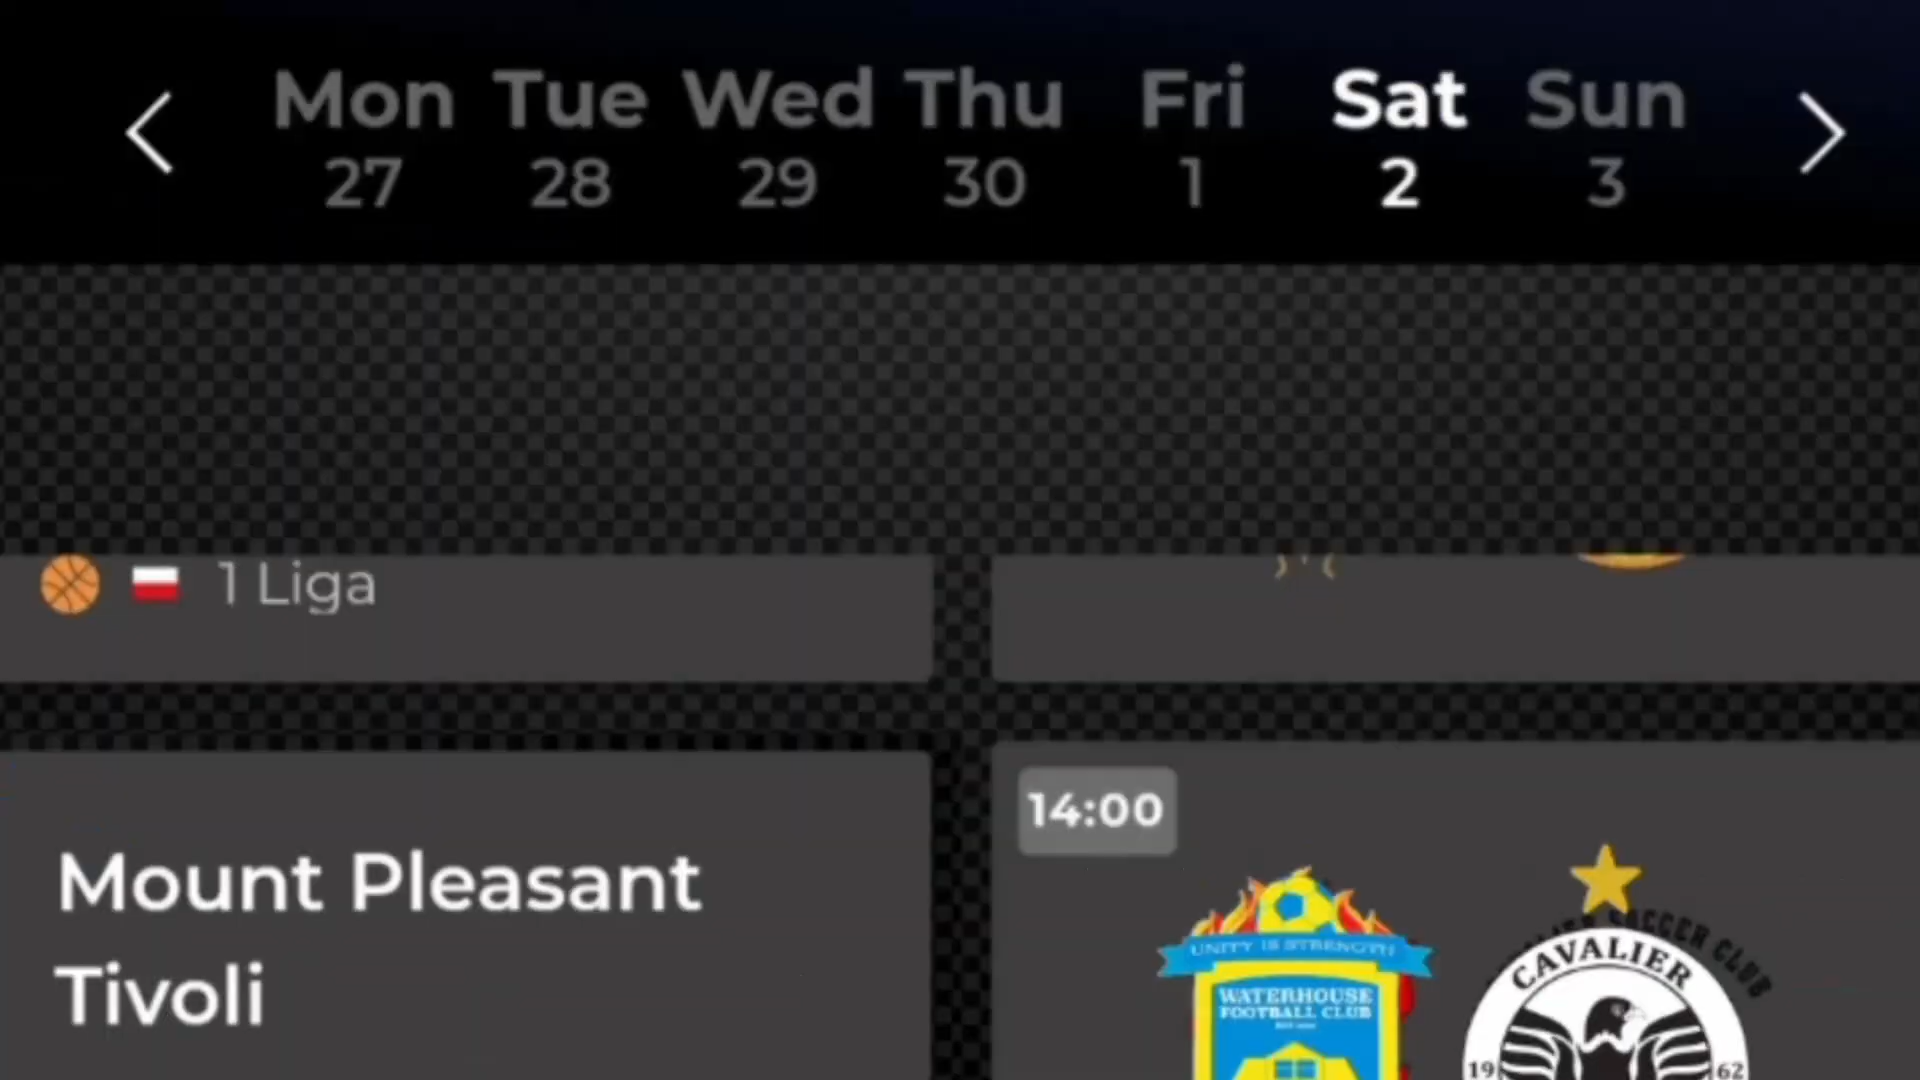 Mon Tue Wed Thu Fri Sat Sun
27 28 29 30 1 2 3
1 Liga
14:00
Mount Pleasant
Tivoli
UNITY IS STRENGTH
WATERHOUSE
FOOTBALL CLUB
SOCCER CLUB
CAVALIER
19 62